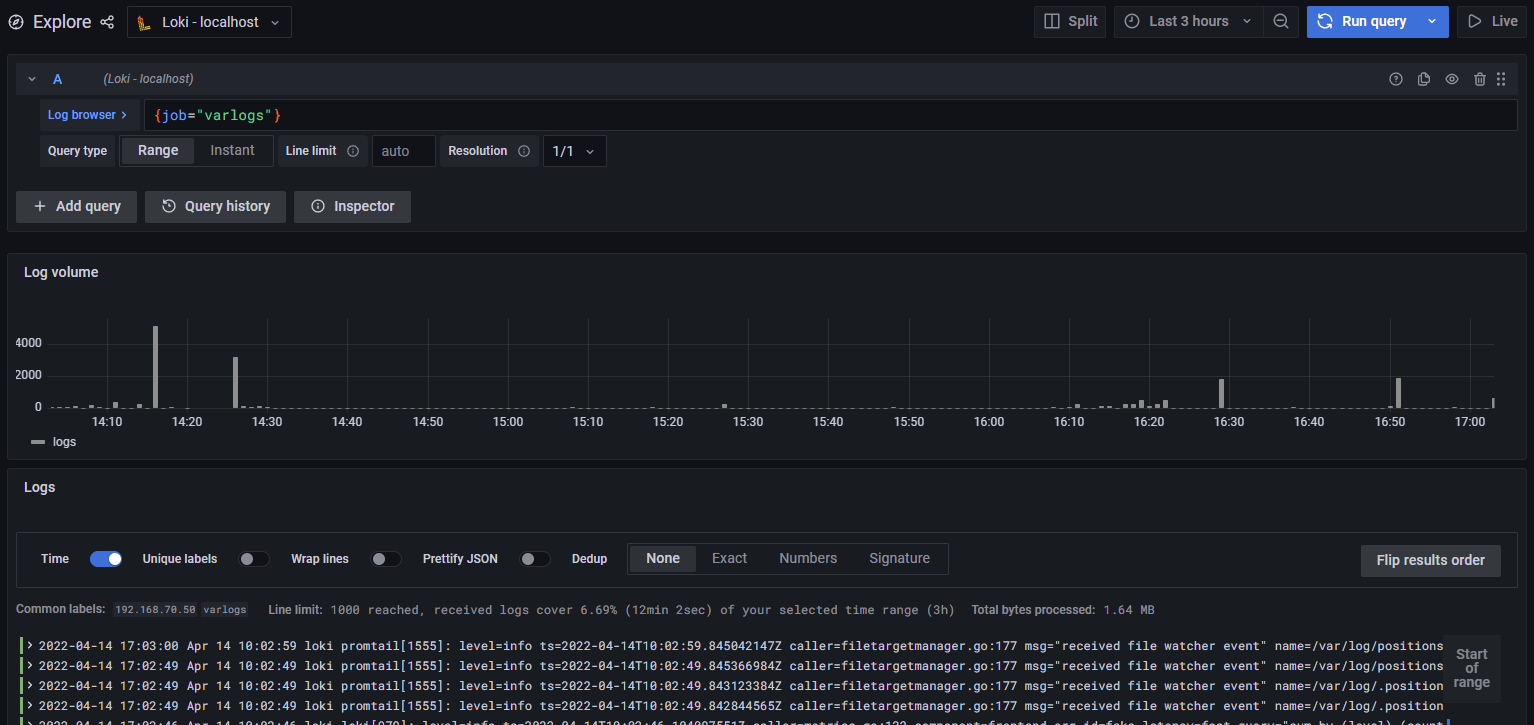 Explore Loki - localhost Split Last 3 hours Run query Live
A (Loki - localhost)
Log browser > {job="varlogs"}
Query type Range Instant Line limit auto Resolution 1/1
+ Add query Query history Inspector
Log volume
4000
2000
0
14:10 14:20 14:30 14:40 14:50 15:00 15:10 15:20 15:30 15:40 15:50 16:00 16:10 16:20 16:30 16:40 16:50 17:00
logs
Logs
Time Unique labels Wrap lines Prettify JSON Dedup None Exact Numbers Signature Flip results order
Common labels: 192.168.70.50 varlogs Line limit: 1000 reached, received logs cover 6.69% (12min 2sec) of your selected time range (3h) Total bytes processed: 1.64 MB
> 2022-04-14 17:03:00 Apr 14 10:02:59 loki promtail[1555]: level=info ts=2022-04-14T10:02:59.845042147Z caller=filetargetmanager.go:177 msg="received file watcher event" name=/var/log/positions
> 2022-04-14 17:02:49 Apr 14 10:02:49 loki promtail[1555]: level=info ts=2022-04-14T10:02:49.845366984Z caller=filetargetmanager.go:177 msg="received file watcher event" name=/var/log/positions
> 2022-04-14 17:02:49 Apr 14 10:02:49 loki promtail[1555]: level=info ts=2022-04-14T10:02:49.843123384Z caller=filetargetmanager.go:177 msg="received file watcher event" name=/var/log/.position
> 2022-04-14 17:02:49 Apr 14 10:02:49 loki promtail[1555]: level=info ts=2022-04-14T10:02:49.842844565Z caller=filetargetmanager.go:177 msg="received file watcher event" name=/var/log/.position
Start
of
range